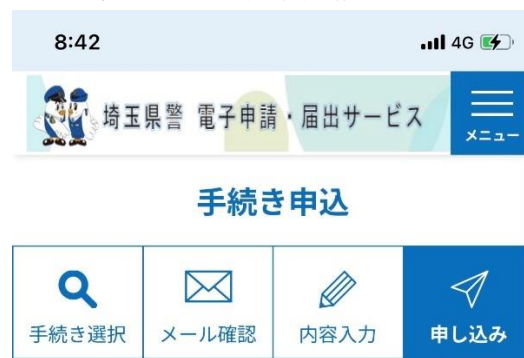 8:42 4G
埼玉県警 電子申請・届出サービス
メニュー
手続き申込
手続き選択 メール確認 内容入力 申し込み